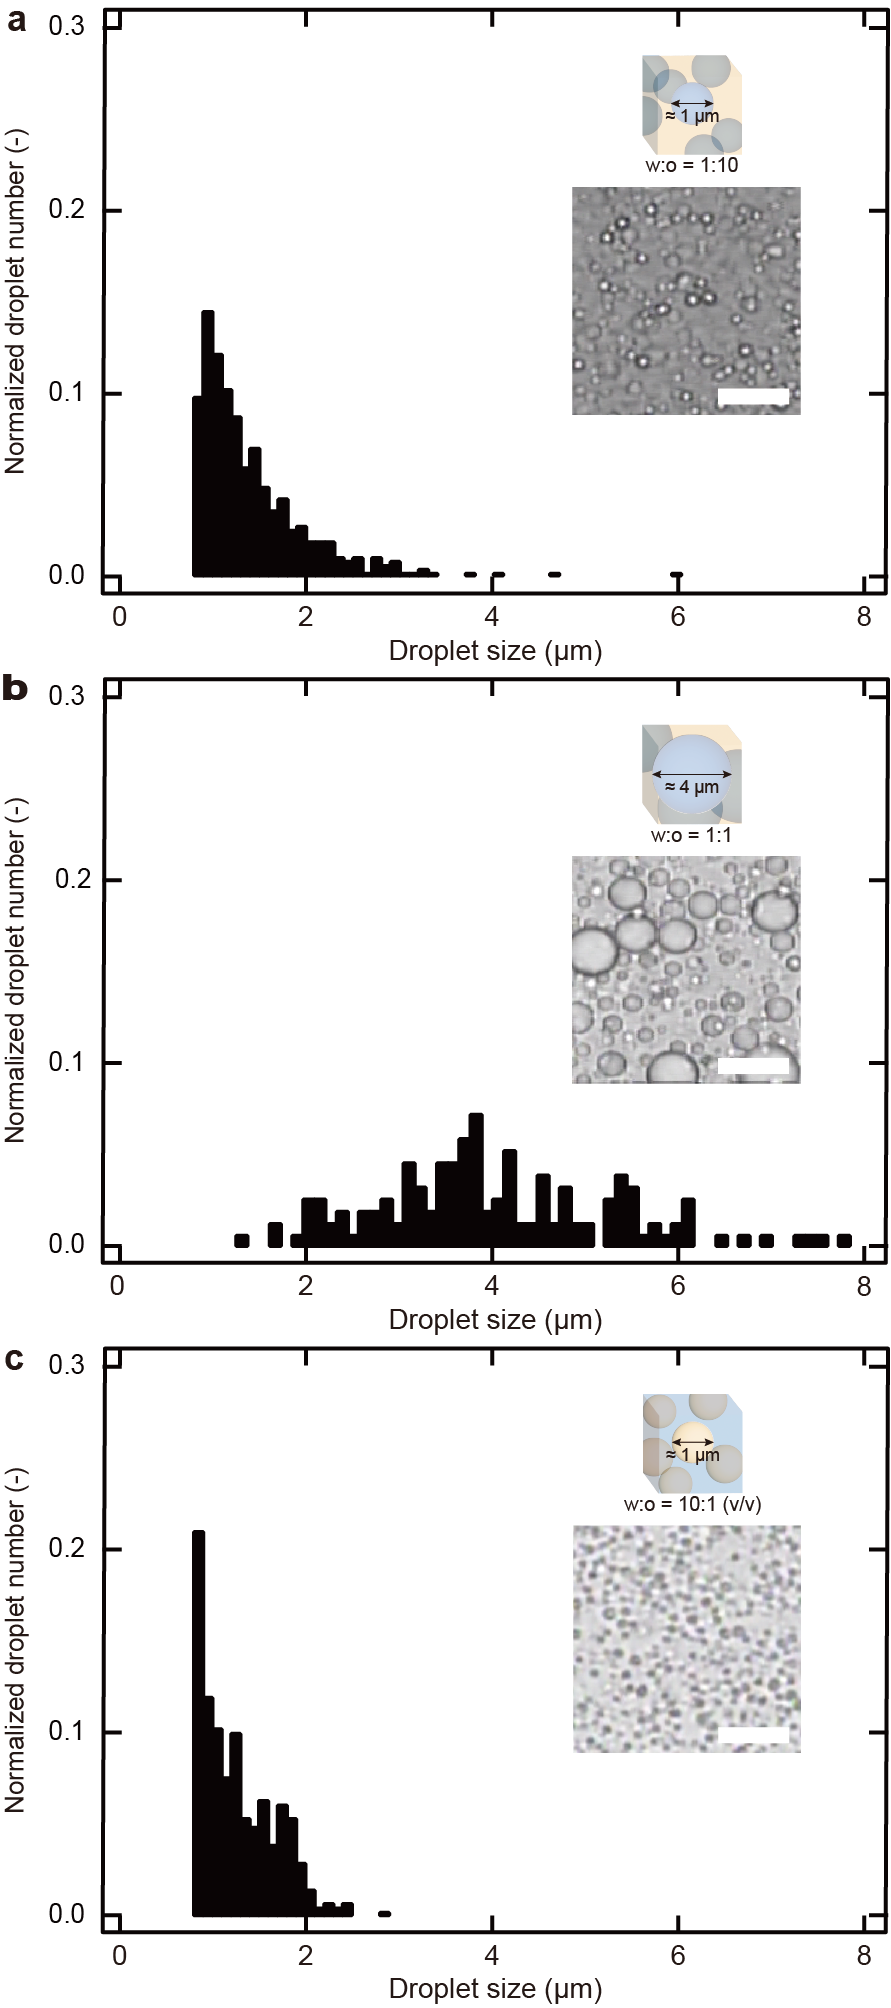 a
0.3
0.2
0.1
0.0
Normalized droplet number (-)
≈ 1 µm
w:o = 1:10
0
2
4
6
8
Droplet size (µm)
b
0.3
0.2
0.1
0.0
Normalized droplet number (-)
≈ 4 µm
w:o = 1:1
0
2
4
6
8
Droplet size (µm)
c
0.3
0.2
0.1
0.0
Normalized droplet number (-)
≈ 1 µm
w:o = 10:1 (v/v)
0
2
4
6
8
Droplet size (µm)